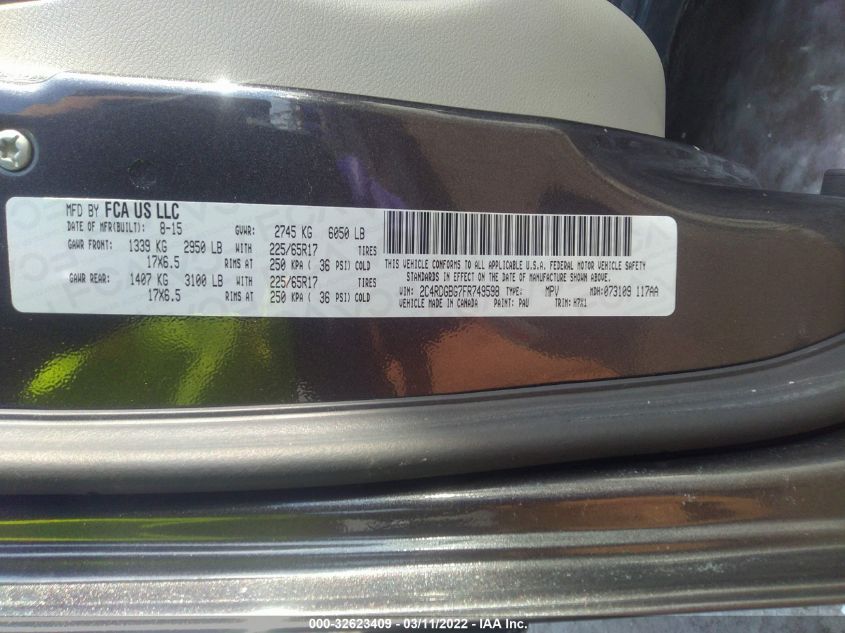 MFD BY FCA US LLC
DATE OF MFR(BUILT): 8-15 GVWR: 2745 KG 6050 LB
GAWR FRONT: 1339 KG 2950 LB WITH 225/65R17 TIRES
17X6.5 RIMS AT 250 KPA ( 36 PSI) COLD
GAWR REAR: 1407 KG 3100 LB WITH 225/65R17 TIRES
17X6.5 RIMS AT 250 KPA ( 36 PSI) COLD
THIS VEHICLE CONFORMS TO ALL APPLICABLE U.S.A. FEDERAL MOTOR VEHICLE SAFETY
STANDARDS IN EFFECT ON THE DATE OF MANUFACTURE SHOWN ABOVE.
VIN: 2C4RDGBG7FR749598 TYPE: MPV MDH: 073109 117AA
VEHICLE MADE IN CANADA PAINT: PAU TRIM: H7X1
000-32623409 - 03/11/2022 - IAA Inc.